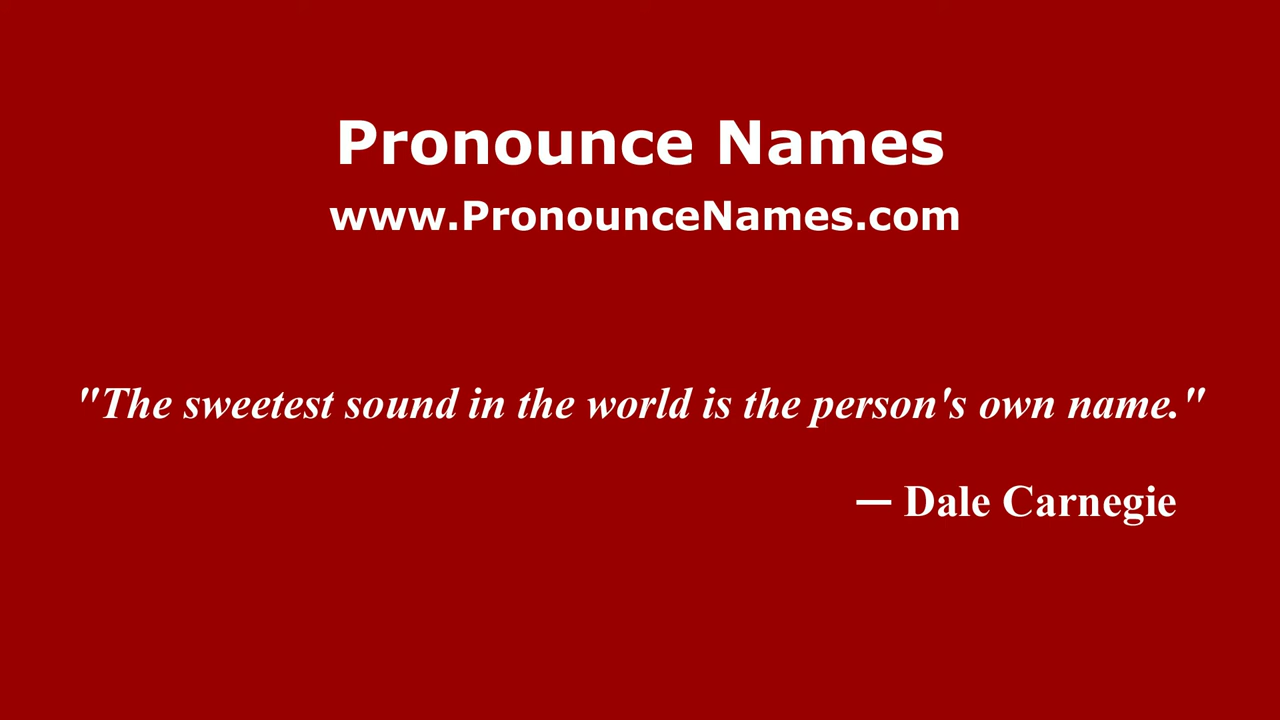 Pronounce Names
www.PronounceNames.com
"The sweetest sound in the world is the person's own name."
— Dale Carnegie